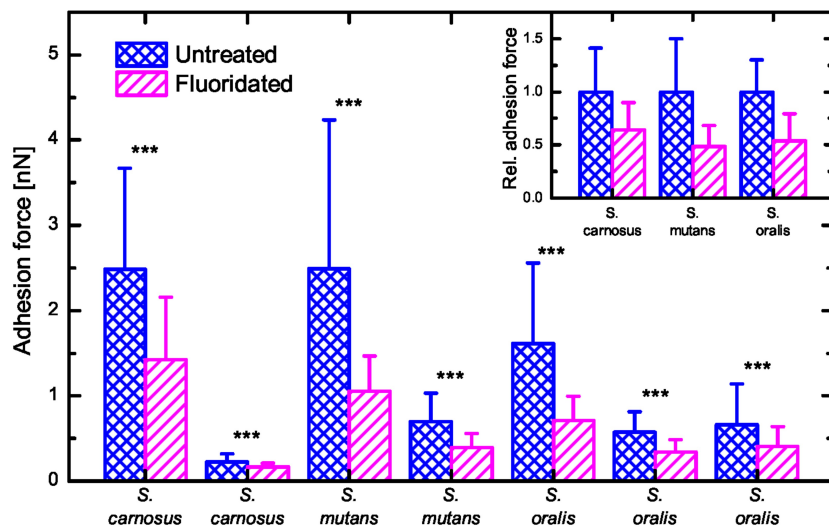 5
4
3
2
1
0
Adhesion force [nN]
Untreated
Fluoridated
***
***
***
***
***
***
***
S.
carnosus
S.
carnosus
S.
mutans
S.
mutans
S.
oralis
S.
oralis
S.
oralis
1.5
1.0
0.5
0.0
Rel. adhesion force
S.
carnosus
S.
mutans
S.
oralis